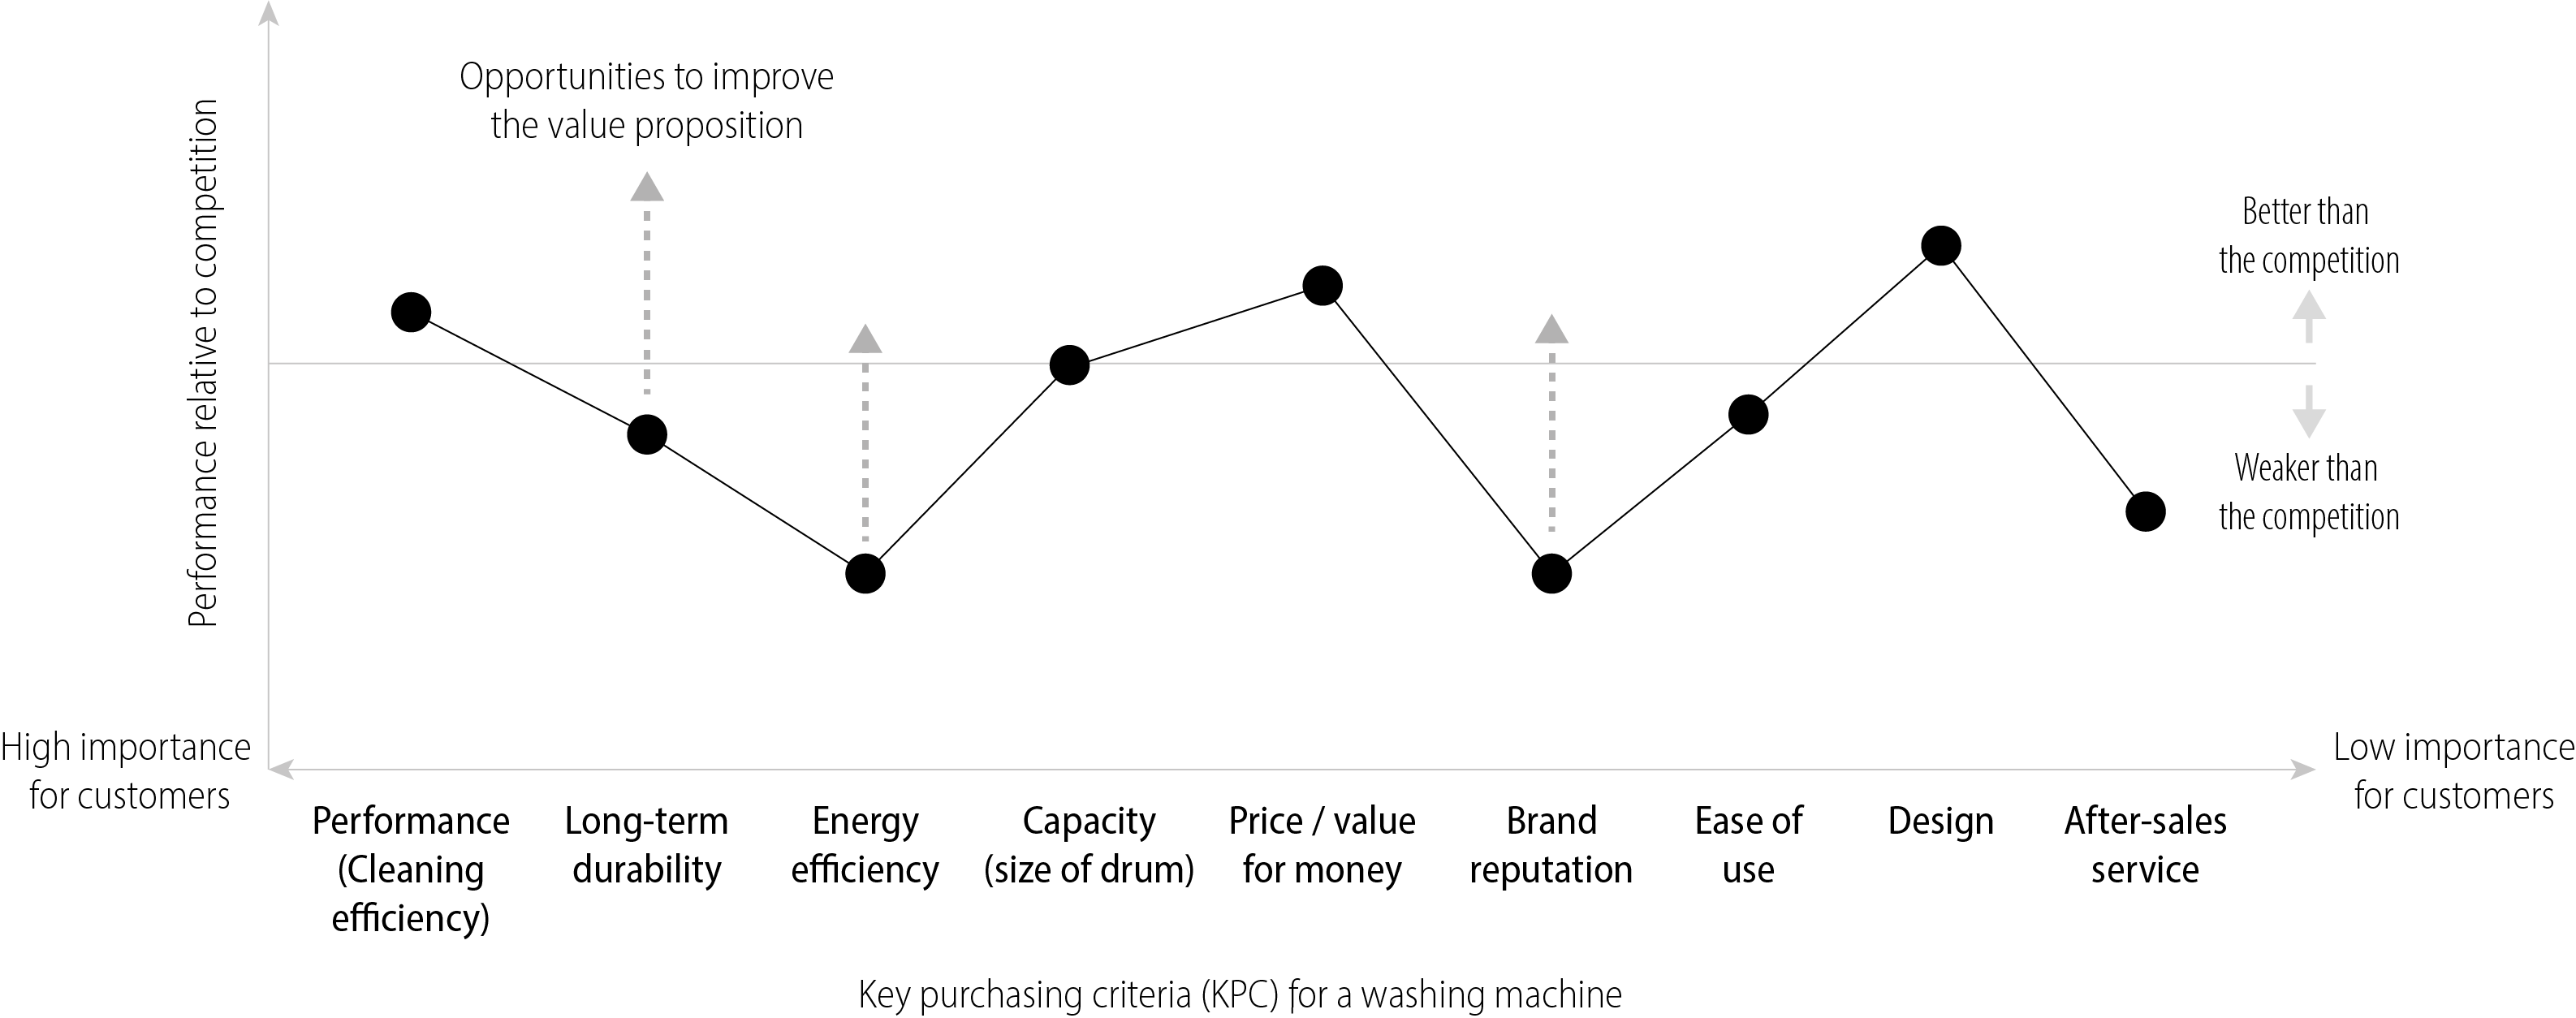 Opportunities to improve
the value proposition
Performance relative to competition
Better than
the competition
Weaker than
the competition
High importance
for customers
Low importance
for customers
Performance
(Cleaning
efficiency)
Long-term
durability
Energy
efficiency
Capacity
(size of drum)
Price / value
for money
Brand
reputation
Ease of
use
Design
After-sales
service
Key purchasing criteria (KPC) for a washing machine